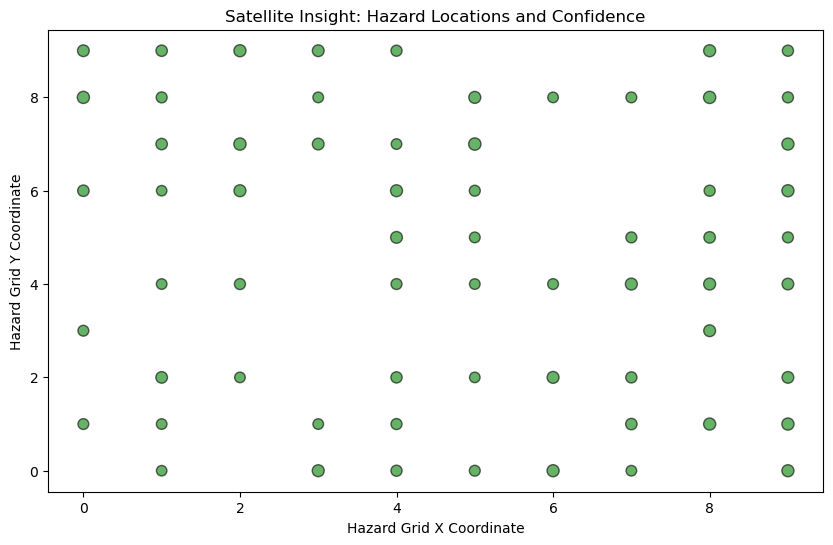 Satellite Insight: Hazard Locations and Confidence
Hazard Grid Y Coordinate
8
6
4
2
0
0 2 4 6 8
Hazard Grid X Coordinate